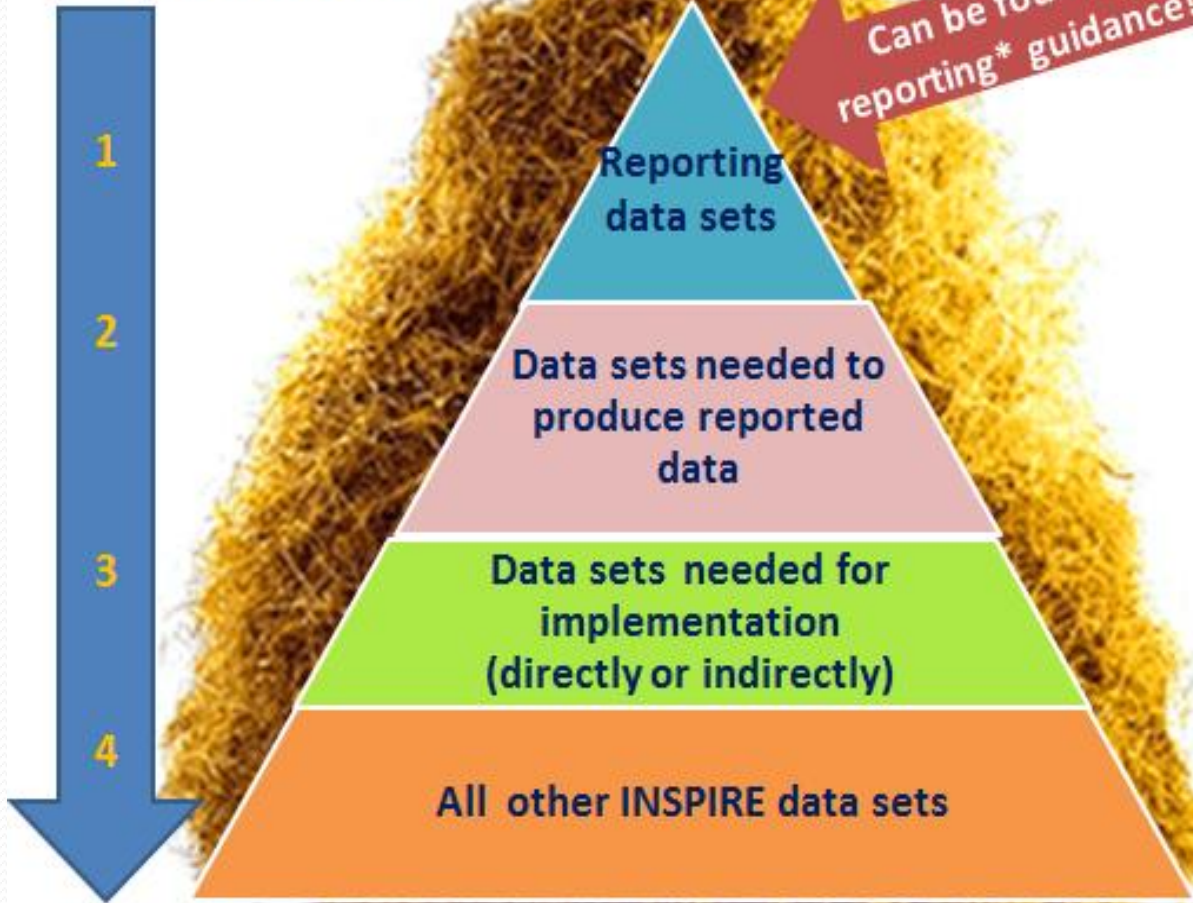 Can be
reporting* guidance!
1
Reporting
data sets
2
Data sets needed to
produce reported
data
3
Data sets needed for
implementation
(directly or indirectly)
4
All other INSPIRE data sets